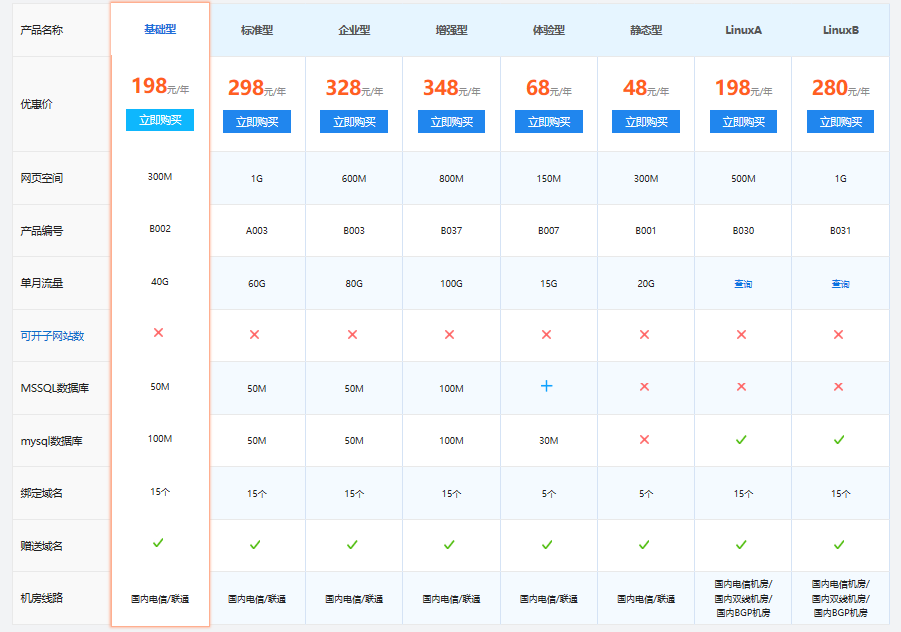 产品名称 基础型 标准型 企业型 增强型 体验型 静态型 LinuxA LinuxB
优惠价 198元/年 298元/年 328元/年 348元/年 68元/年 48元/年 198元/年 280元/年
立即购买 立即购买 立即购买 立即购买 立即购买 立即购买 立即购买 立即购买
网页空间 300M 1G 600M 800M 150M 300M 500M 1G
产品编号 B002 A003 B003 B037 B007 B001 B030 B031
单月流量 40G 60G 80G 100G 15G 20G 查询 查询
可开子网站数
MSSQL数据库 50M 50M 50M 100M
mysql数据库 100M 50M 50M 100M 30M
绑定域名 15个 15个 15个 15个 5个 5个 15个 15个
赠送域名
机房线路 国内电信/联通 国内电信/联通 国内电信/联通 国内电信/联通 国内电信/联通 国内电信/联通 国内电信机房/ 国内电信机房/
国内双线机房/ 国内双线机房/
国内BGP机房 国内BGP机房